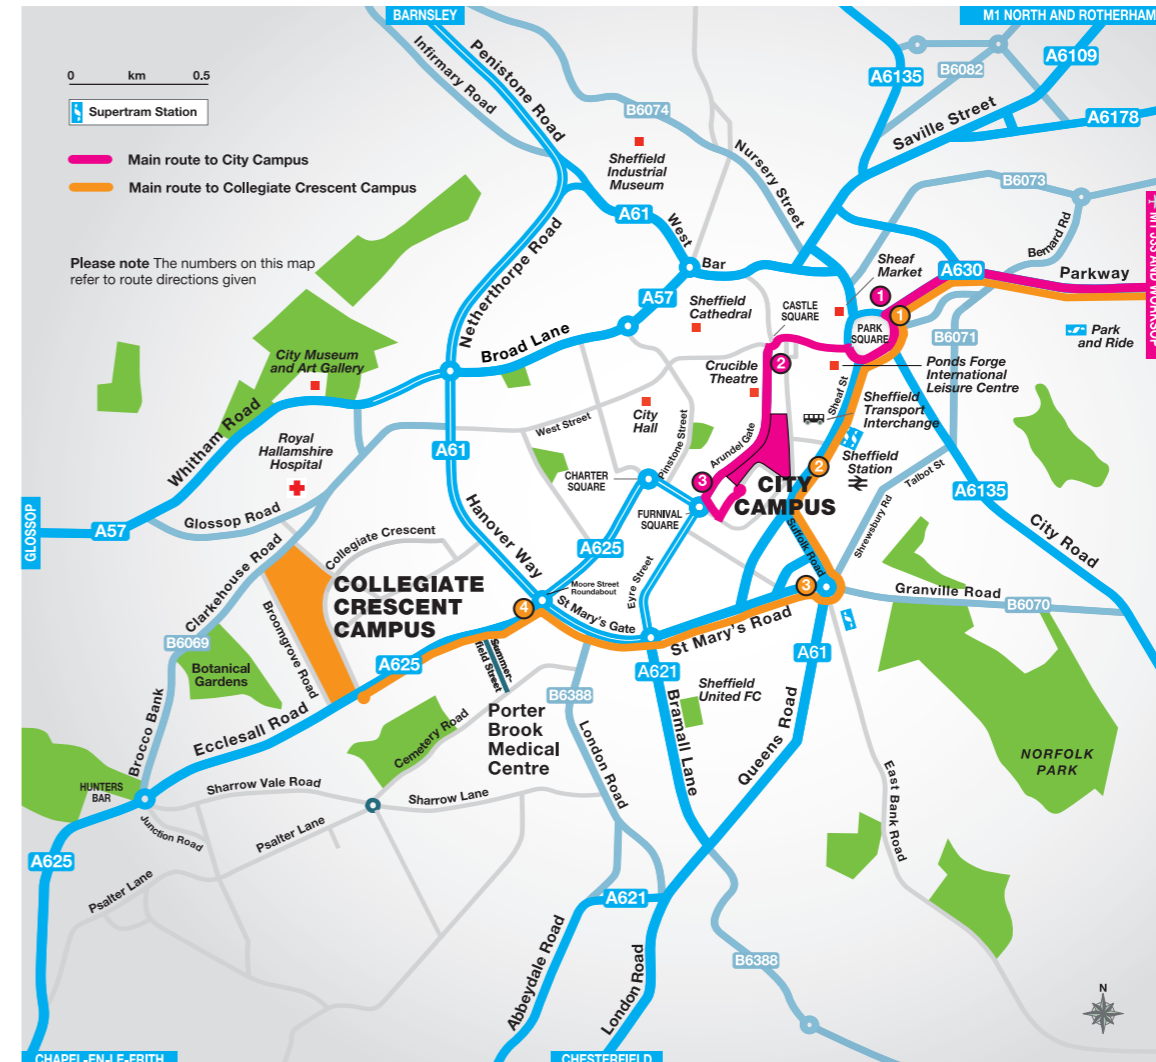 BARNSLEY
M1 NORTH AND ROTHERHAM
0 km 0.5
Supertram Station
Main route to City Campus
Main route to Collegiate Crescent Campus
Please note The numbers on this map
refer to route directions given
Penistone Road
Infirmary Road
B6074
Sheffield
Industrial
Museum
Nursery Street
A6135
B6082
A6109
Saville Street
A6178
B6073
Bernard Rd
A61
West
Bar
Netherthorpe Road
A57
Broad Lane
Sheffield
Cathedral
CASTLE
SQUARE
Sheaf
Market
1
1
PARK
SQUARE
A630
Parkway
B6071
Park
and Ride
City Museum
and Art Gallery
Crucible
Theatre
2
Ponds Forge
International
Leisure Centre
Sheaf St
Sheffield
Transport
Interchange
Whitham Road
Royal
Hallamshire
Hospital
A61
West Street
City
Hall
Pinstone Street
Arundel Gate
CHARTER
SQUARE
3
CITY
CAMPUS
2
Sheffield
Station
Talbot St
Shrewsbury Rd
A6135
City Road
GLOSSOP
A57
Glossop Road
Hanover Way
FURNIVAL
SQUARE
A625
Suffolk Road
Clarkehouse Road
Collegiate Crescent
COLLEGIATE
CRESCENT
CAMPUS
Moore Street
Roundabout
Eyre Street
3
Granville Road
B6070
4
St Mary's Gate
St Mary's Road
B6069
Broomgrove Road
Botanical
Gardens
A625
Summer-
field Street
A621
A61
Brocco Bank
Ecclesall Road
Cemetery Road
Porter
Brook
Medical
Centre
B6388
London Road
Bramall Lane
Sheffield
United FC
Queens Road
NORFOLK
PARK
East Bank Road
HUNTERS
BAR
Sharrow Vale Road
Sharrow Lane
Junction Road
Psalter Lane
A625
Psalter Lane
A621
Abbeydale Road
London Road
B6388
N
CHAPEL-EN-LE-FRITH
CHESTERFIELD